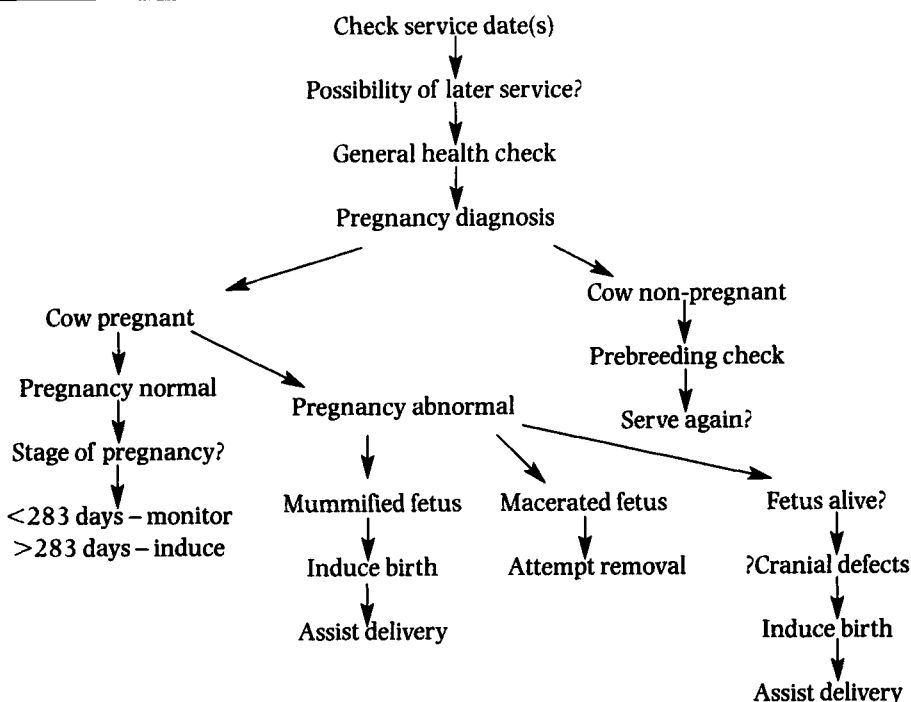 Check service date(s)
Possibility of later service?
General health check
Pregnancy diagnosis
Cow pregnant
Pregnancy normal
Stage of pregnancy?
<283 days – monitor
>283 days – induce
Pregnancy abnormal
Mummified fetus
Induce birth
Assist delivery
Macerated fetus
Attempt removal
Fetus alive?
?Cranial defects
Induce birth
Assist delivery
Cow non-pregnant
Prebreeding check
Serve again?